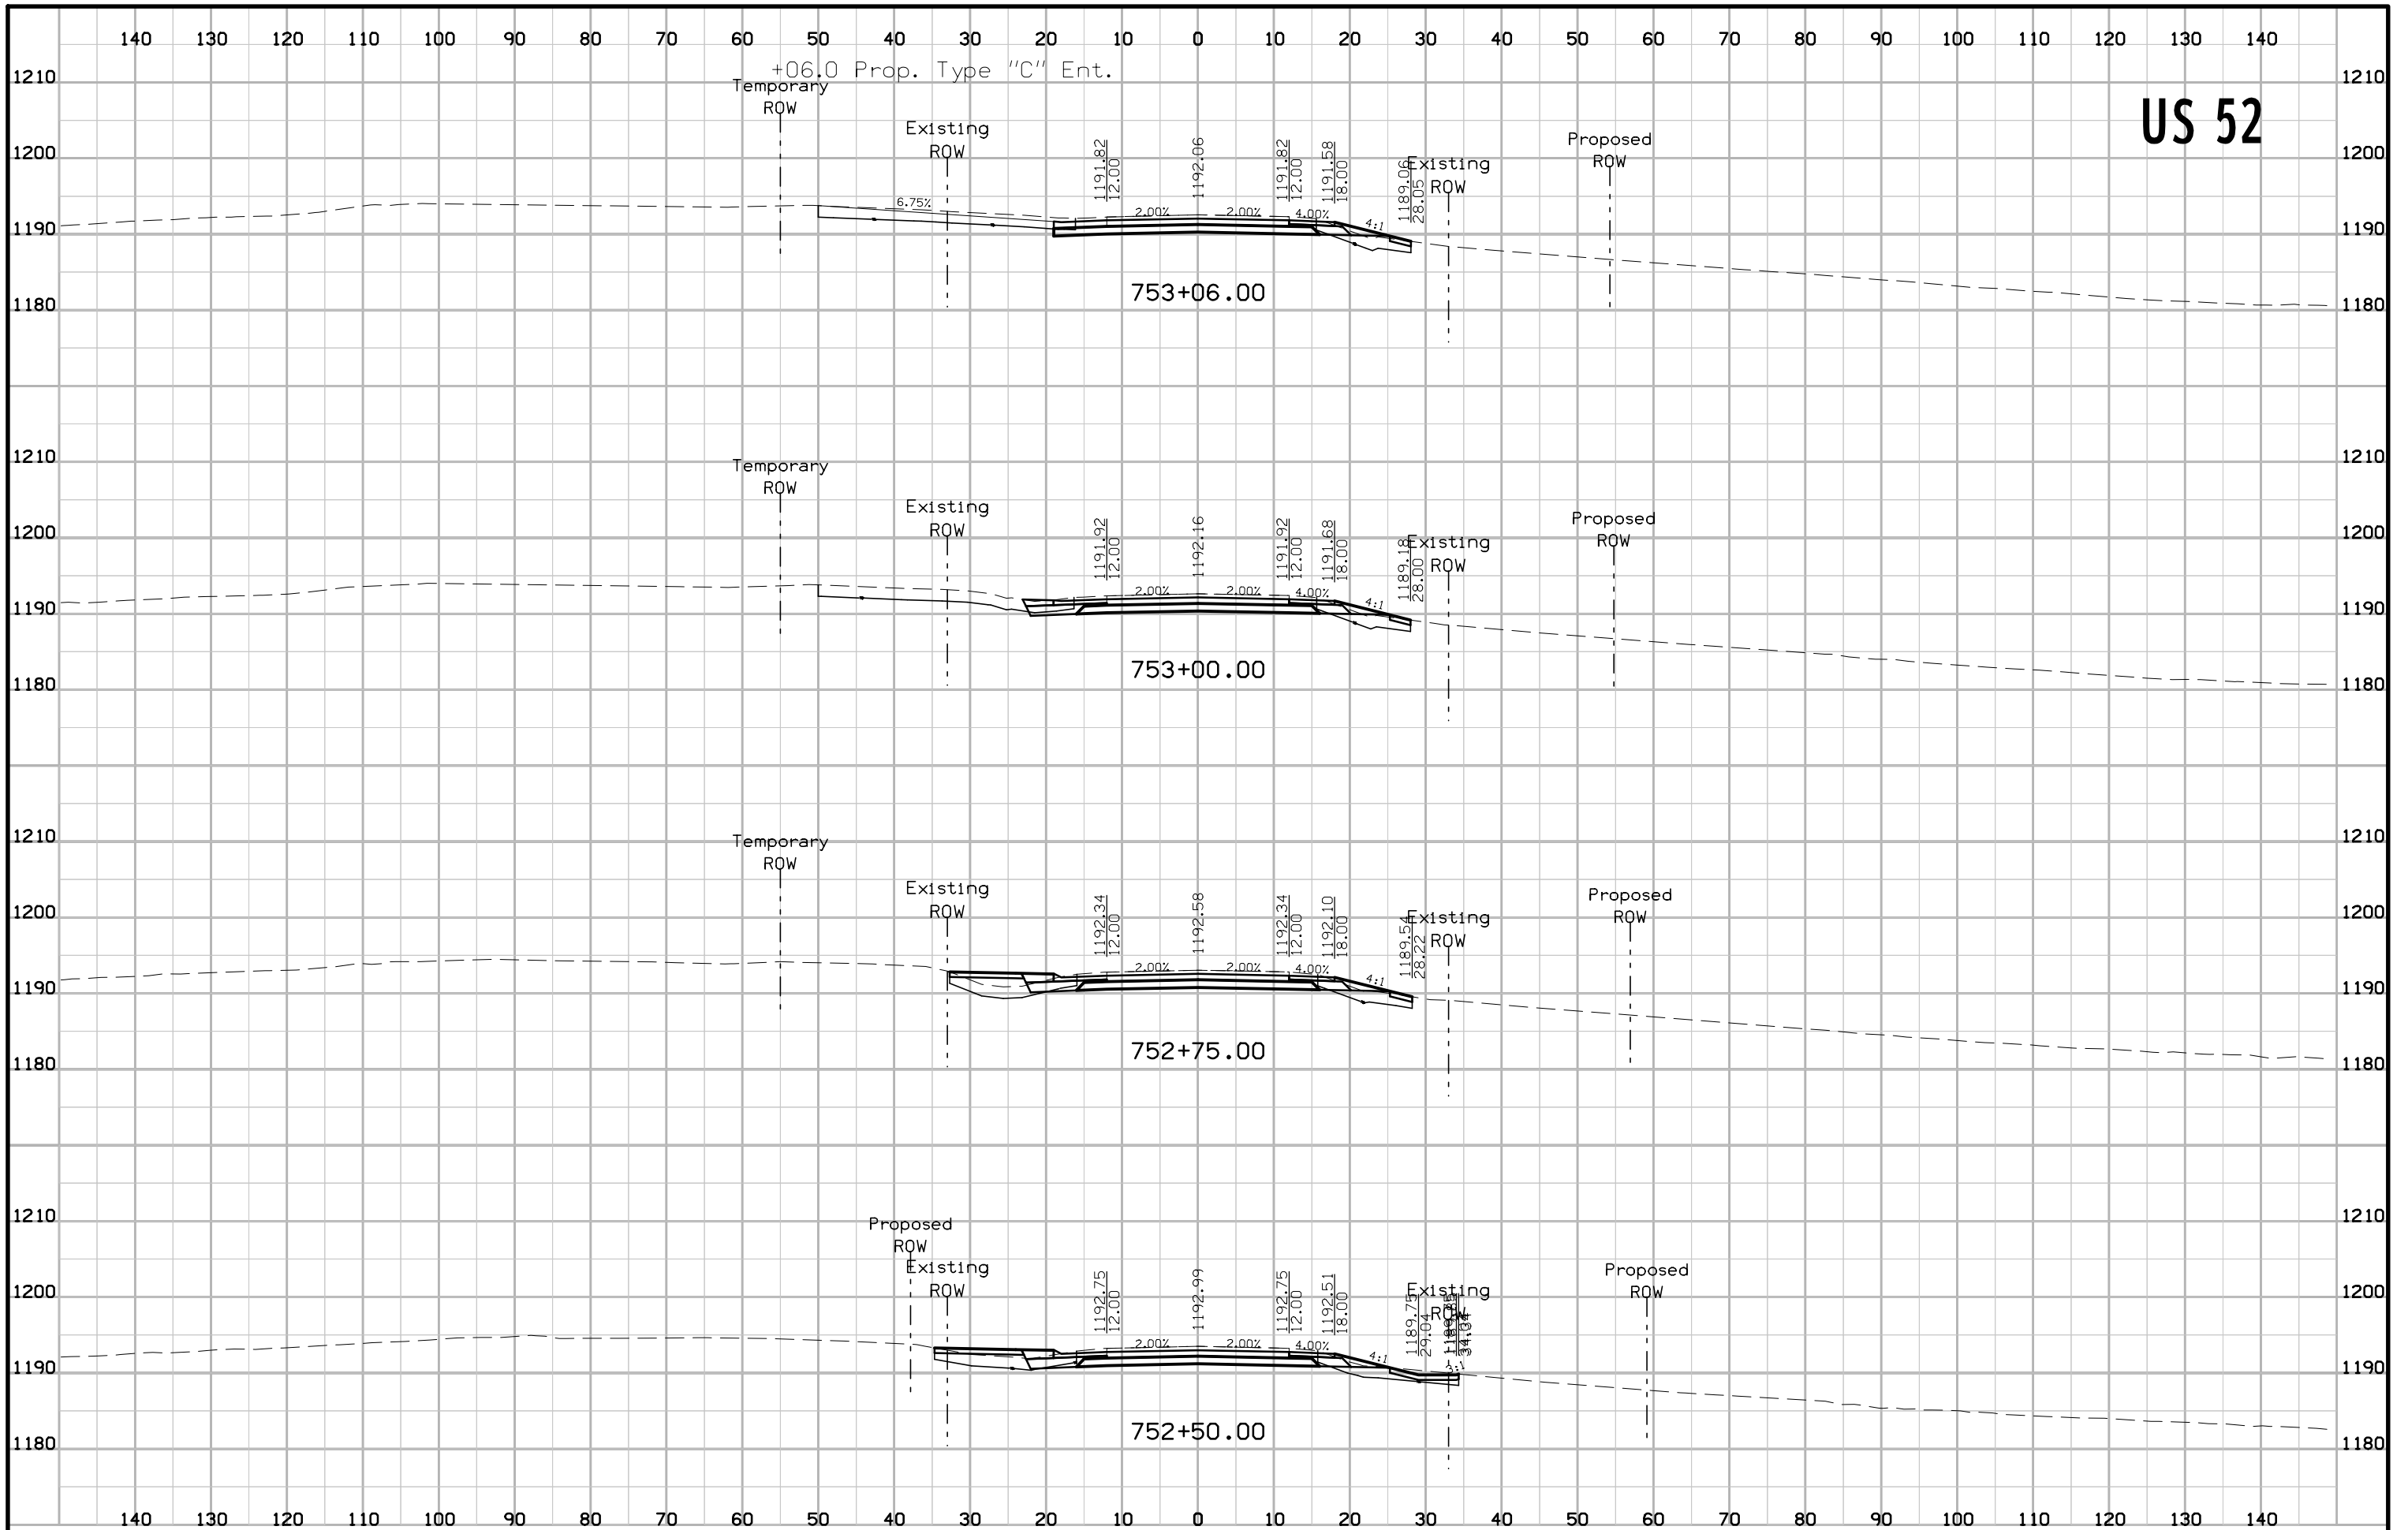 140 130 120 110 100 90 80 70 60 50 40 30 20 10 0 10 20 30 40 50 60 70 80 90 100 110 120 130 140
US 52
+06.0 Prop. Type "C" Ent.
1210 1210
Temporary
ROW
Existing
ROW
1191.82
12.00
1192.06
1191.82
12.00
1191.58
18.00
1189.06
28.05
Existing
ROW
Proposed
ROW
1200 1200
6.75% 2.00% 2.00% 4.00% 4:1
1190 1190
753+06.00
1180 1180
1210 1210
Temporary
ROW
Existing
ROW
1191.92
12.00
1192.16
1191.92
12.00
1191.68
18.00
1189.18
28.00
Existing
ROW
Proposed
ROW
1200 1200
2.00% 2.00% 4.00% 4:1
1190 1190
753+00.00
1180 1180
1210 1210
Temporary
ROW
Existing
ROW
1192.34
12.00
1192.58
1192.34
12.00
1192.10
18.00
1189.54
28.22
Existing
ROW
Proposed
ROW
1200 1200
2.00% 2.00% 4.00% 4:1
1190 1190
752+75.00
1180 1180
1210 1210
Proposed
ROW
Existing
ROW
1192.75
12.00
1192.99
1192.75
12.00
1192.51
18.00
1189.75
29.04
Existing
ROW
Proposed
ROW
1200 1200
2.00% 2.00% 4.00% 4:1 3:1
1190 1190
752+50.00
1180 1180
140 130 120 110 100 90 80 70 60 50 40 30 20 10 0 10 20 30 40 50 60 70 80 90 100 110 120 130 140